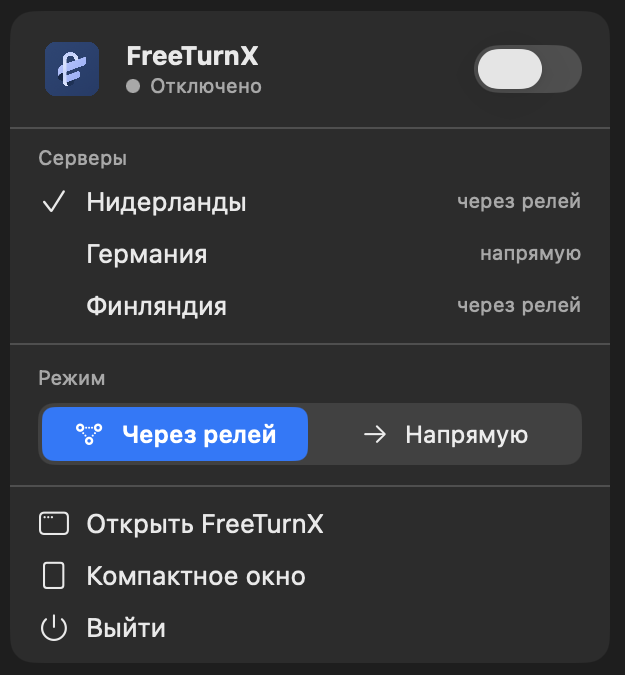 FreeTurnX
Отключено
Серверы
Нидерланды через релей
Германия напрямую
Финляндия через релей
Режим
Через релей Напрямую
Открыть FreeTurnX
Компактное окно
Выйти